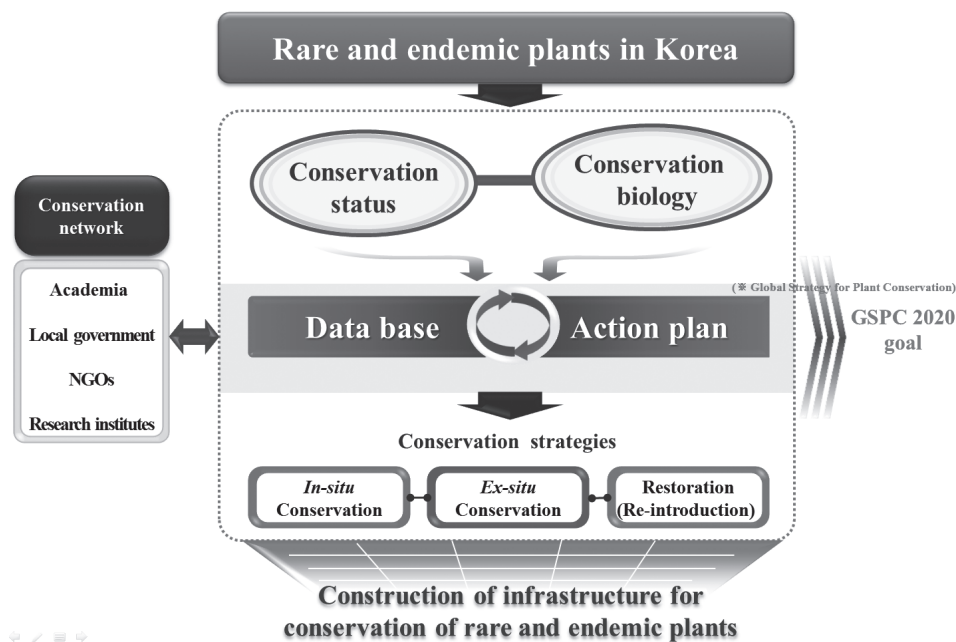 Rare and endemic plants in Korea
Conservation
status
Conservation
biology
Conservation
network
Academia
Local government
NGOs
Research institutes
Data base
Action plan
(※ Global Strategy for Plant Conservation)
GSPC 2020
goal
Conservation strategies
In-situ
Conservation
Ex-situ
Conservation
Restoration
(Re-introduction)
Construction of infrastructure for
conservation of rare and endemic plants